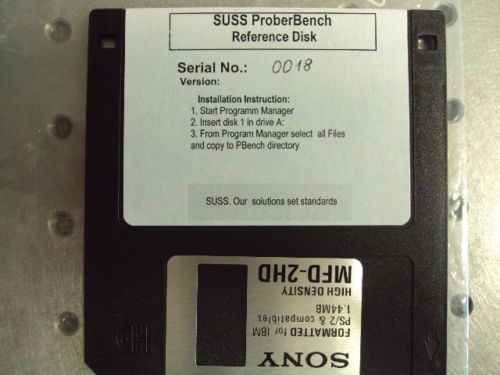 SUSS ProberBench
Reference Disk
Serial No.: 0018
Version:
Installation Instruction:
1. Start Programm Manager
2. Insert disk 1 in drive A:
3. From Program Manager select all Files
and copy to PBench directory
SUSS. Our solutions set standards
SONY
FORMATTED for IBM
PS/2 & compatibles
1.44MB
HIGH DENSITY
MFD-2HD
HD